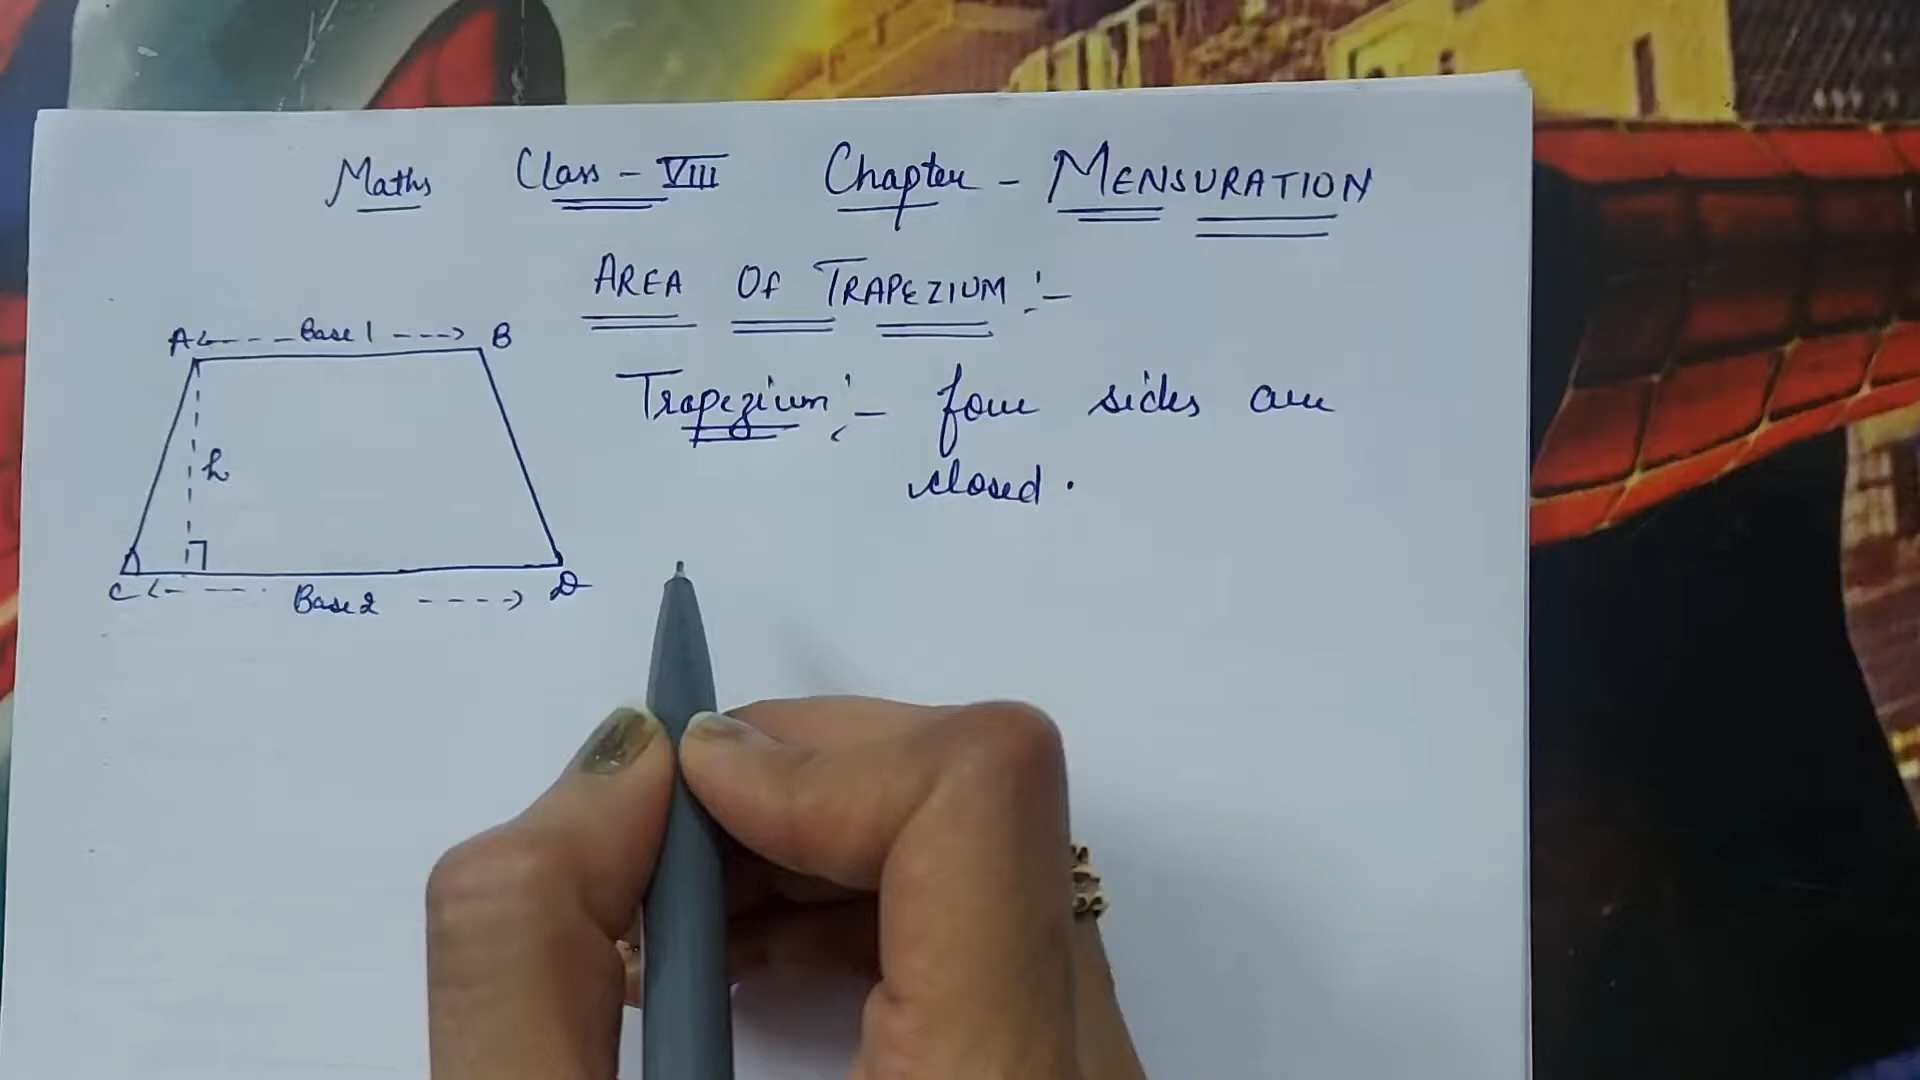 Maths Class - VIII Chapter - MENSURATION
AREA Of TRAPEZIUM :-
A <- - - Base 1 - - -> B
Trapezium :- four sides are
closed.
h
C <- - - - Base 2 - - - -> D